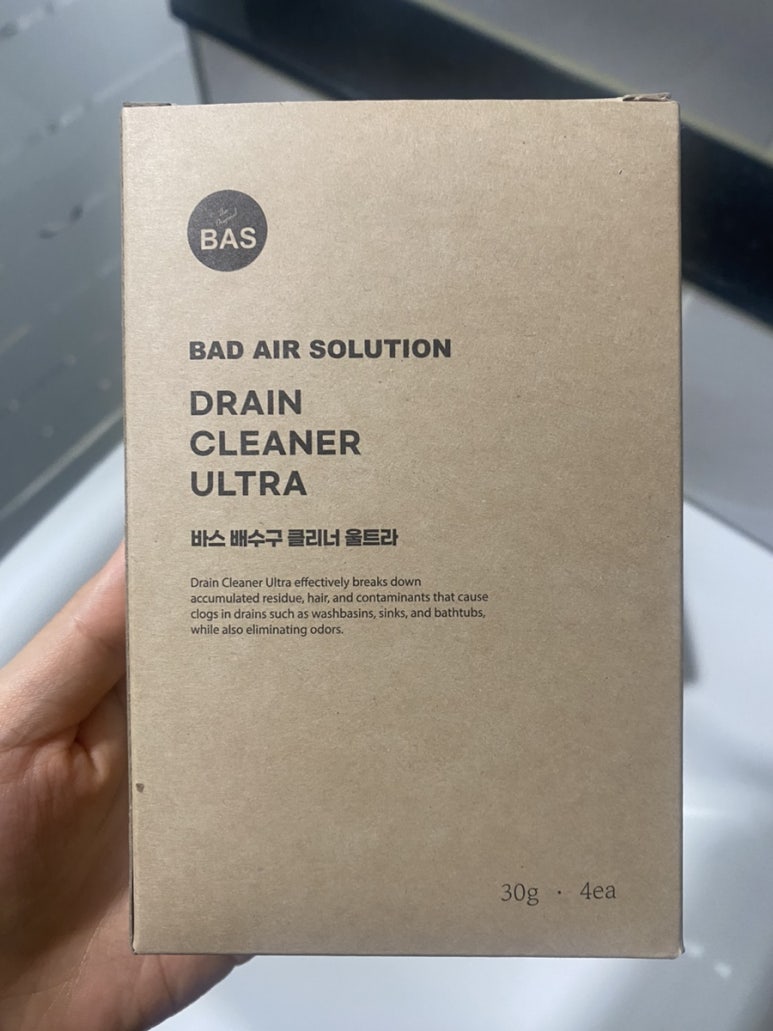 The
Original
BAS
BAD AIR SOLUTION
DRAIN
CLEANER
ULTRA
바스 배수구 클리너 울트라
Drain Cleaner Ultra effectively breaks down
accumulated residue, hair, and contaminants that cause
clogs in drains such as washbasins, sinks, and bathtubs,
while also eliminating odors.
30g · 4ea